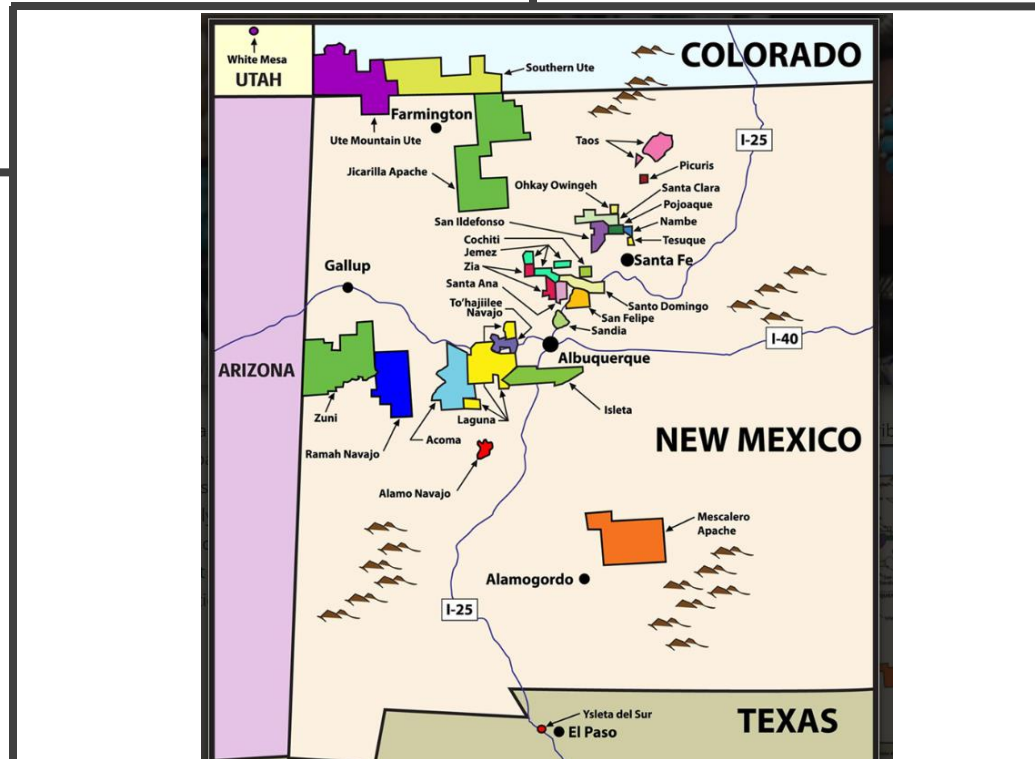 COLORADO
White Mesa
UTAH
Southern Ute
Farmington
Ute Mountain Ute
I-25
Taos
Picuris
Jicarilla Apache
Ohkay Owingeh
Santa Clara
Pojoaque
San Ildefonso
Nambe
Cochiti
Tesuque
Jemez
Santa Fe
Gallup
Zia
Santa Ana
To'hajiilee
Navajo
Santo Domingo
San Felipe
Sandia
I-40
Albuquerque
ARIZONA
Zuni
Isleta
Laguna
Acoma
NEW MEXICO
Ramah Navajo
Alamo Navajo
Mescalero
Apache
Alamogordo
I-25
Ysleta del Sur
TEXAS
El Paso